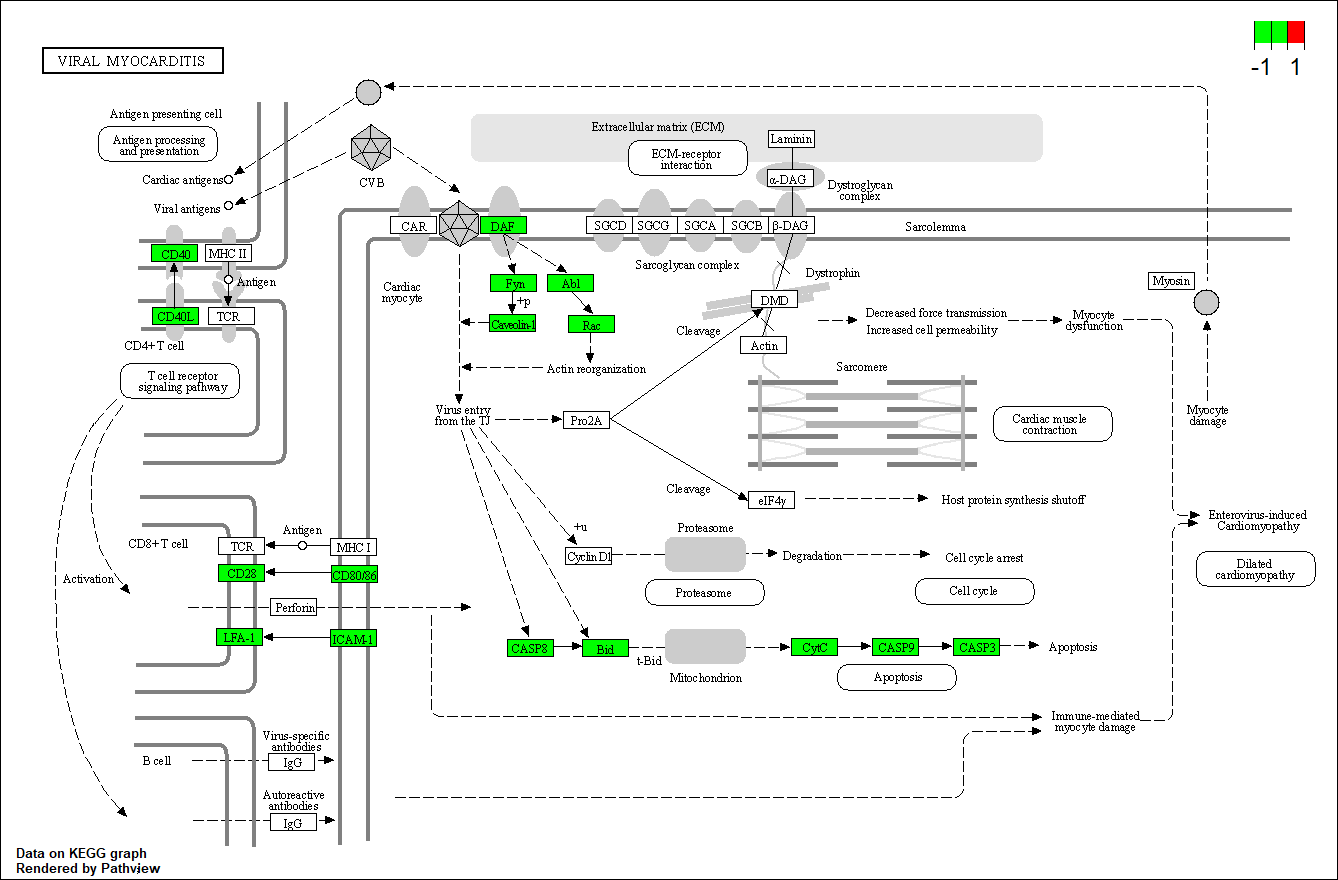 VIRAL MYOCARDITIS
-1 1
Antigen presenting cell
Antigen processing
and presentation
Cardiac antigens
Viral antigens
CVB
Extracellular matrix (ECM)
ECM-receptor
interaction
Laminin
α-DAG
Dystroglycan
complex
CAR
DAF
SGCD
SGCG
SGCA
SGCB
β-DAG
Sarcolemma
CD40
MHC II
Antigen
CD40L
TCR
CD4+T cell
T cell receptor
signaling pathway
Cardiac
myocyte
Fyn
Abl
+p
Caveolin-1
Rac
Actin reorganization
Sarcoglycan complex
Dystrophin
DMD
Cleavage
Actin
Decreased force transmission
Increased cell permeability
Myocyte
dysfunction
Myosin
Sarcomere
Myocyte
damage
Virus entry
from the TJ
Pro2A
Cardiac muscle
contraction
Cleavage
eIF4γ
Host protein synthesis shutoff
Enterovirus-induced
Cardiomyopathy
Dilated
cardiomyopathy
+u
Cyclin D1
Proteasome
Degradation
Cell cycle arrest
Proteasome
Cell cycle
CD8+T cell
TCR
Antigen
MHC I
CD28
CD80/86
Activation
Perforin
LFA-1
ICAM-1
CASP8
Bid
t-Bid
Mitochondrion
CytC
CASP9
CASP3
Apoptosis
Apoptosis
Immune-mediated
myocyte damage
Virus-specific
antibodies
B cell
IgG
Autoreactive
antibodies
IgG
Data on KEGG graph
Rendered by Pathview